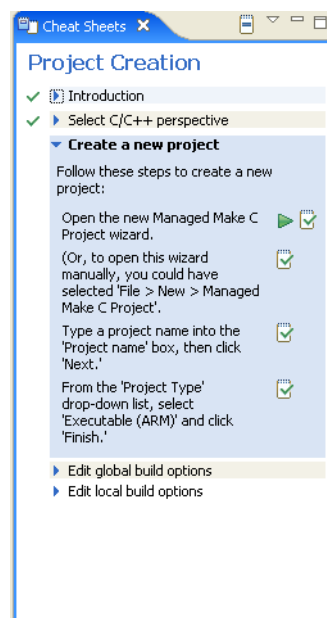 Cheat Sheets
Project Creation
Introduction
Select C/C++ perspective
Create a new project
Follow these steps to create a new
project:
Open the new Managed Make C
Project wizard.
(Or, to open this wizard
manually, you could have
selected 'File > New > Managed
Make C Project'.
Type a project name into the
'Project name' box, then click
'Next.'
From the 'Project Type'
drop-down list, select
'Executable (ARM)' and click
'Finish.'
Edit global build options
Edit local build options